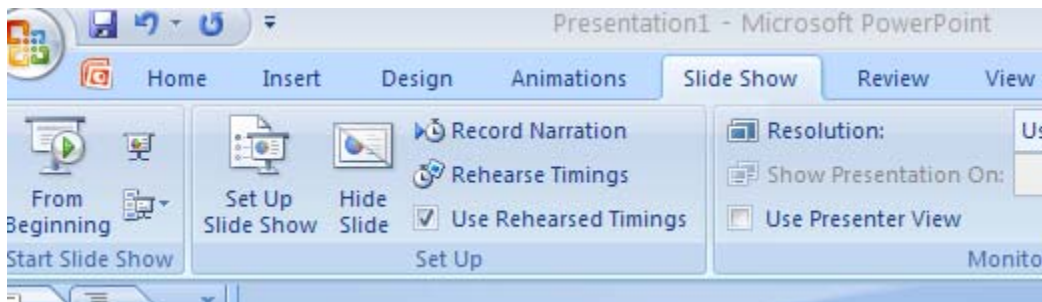 Presentation1 - Microsoft PowerPoint
Home Insert Design Animations Slide Show Review View
From
Beginning
Start Slide Show
Set Up
Slide Show
Hide
Slide
Record Narration
Rehearse Timings
Use Rehearsed Timings
Set Up
Resolution:
Show Presentation On:
Use Presenter View